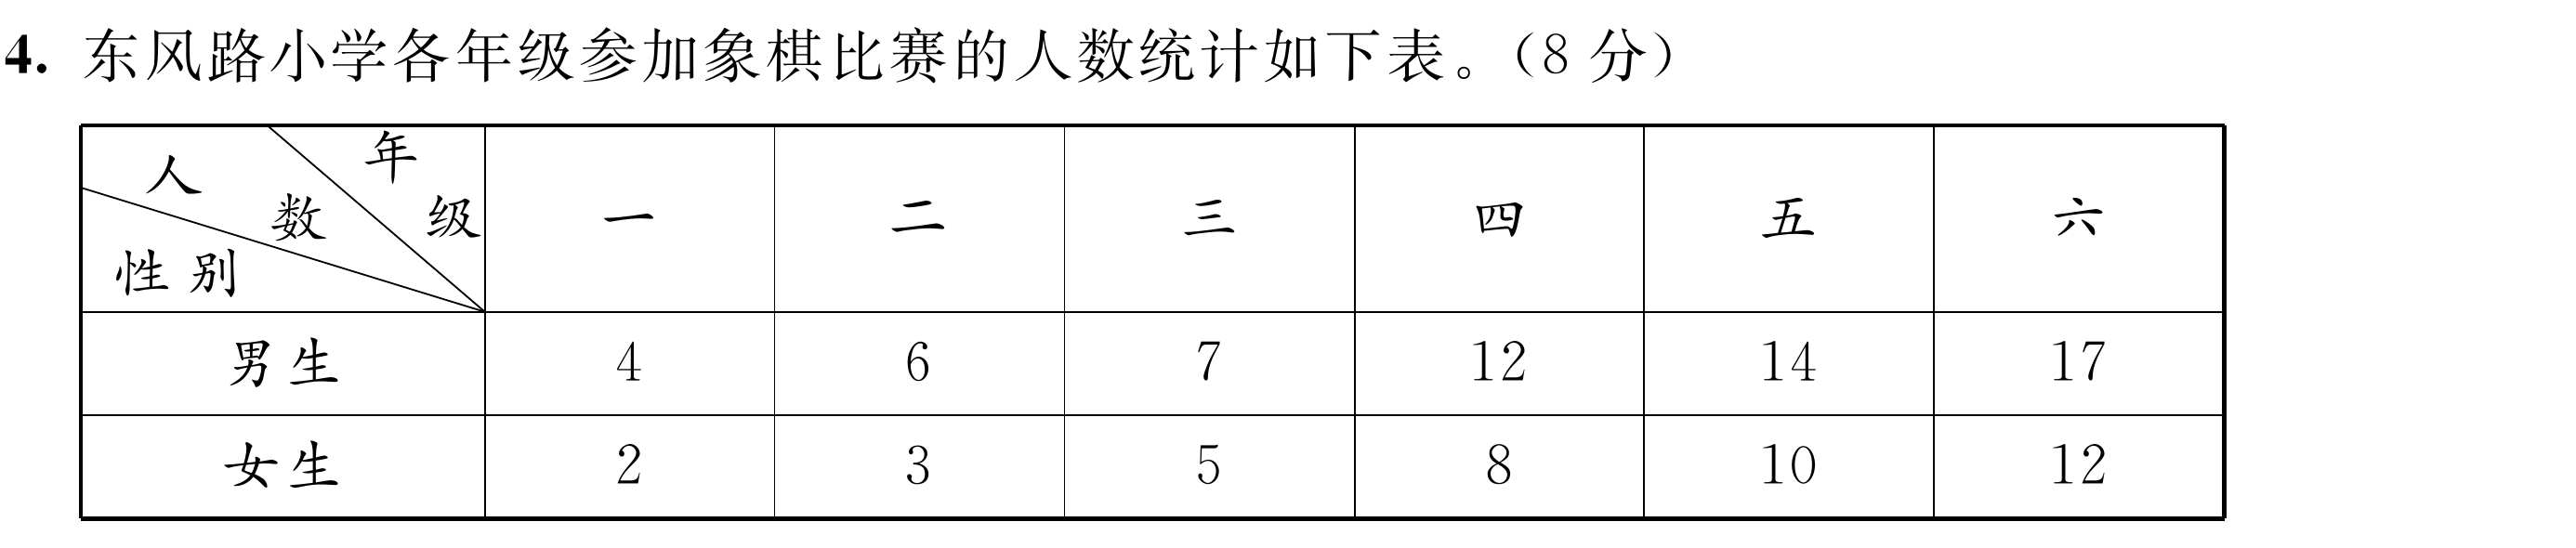 4. 东风路小学各年级参加象棋比赛的人数统计如下表。(8 分)
人数 年级 性别 一 二 三 四 五 六
男生 4 6 7 12 14 17
女生 2 3 5 8 10 12